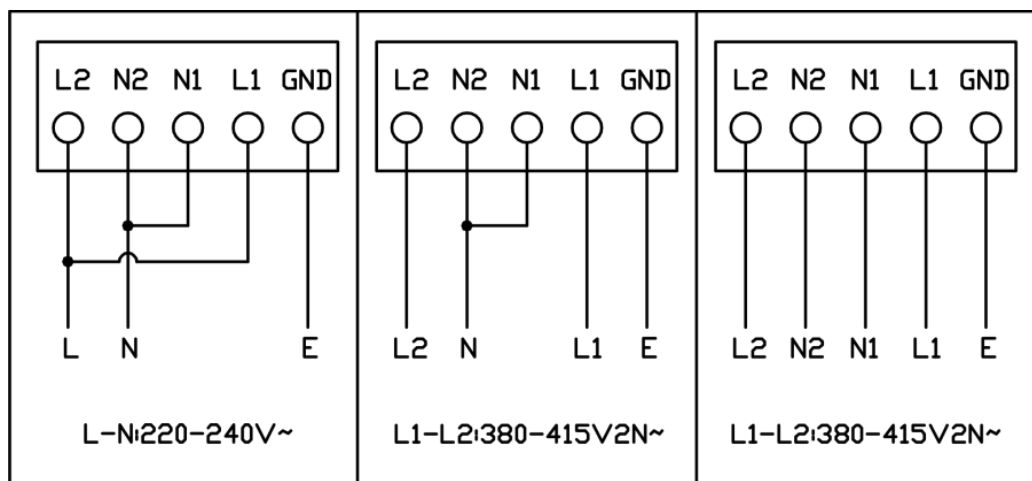 L2 N2 N1 L1 GND
L N E
L-N:220-240V~
L2 N2 N1 L1 GND
L2 N L1 E
L1-L2:380-415V2N~
L2 N2 N1 L1 GND
L2 N2 N1 L1 E
L1-L2:380-415V2N~